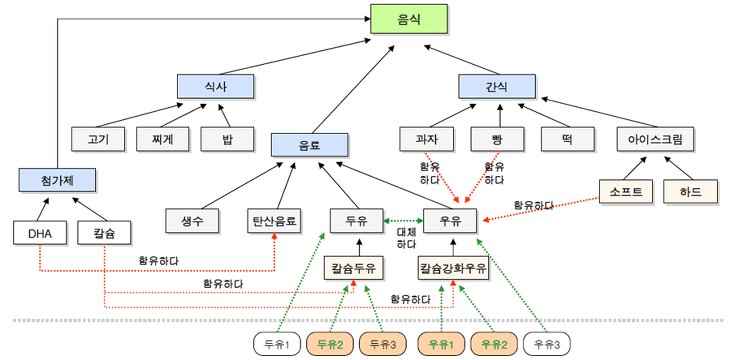 음식
식사
간식
고기
찌게
밥
음료
과자
빵
떡
아이스크림
첨가제
함유
하다
함유
하다
소프트
하드
DHA
칼슘
생수
탄산음료
두유
대체
하다
우유
함유하다
함유하다
칼슘두유
칼슘강화우유
함유하다
함유하다
두유1
두유2
두유3
우유1
우유2
우유3